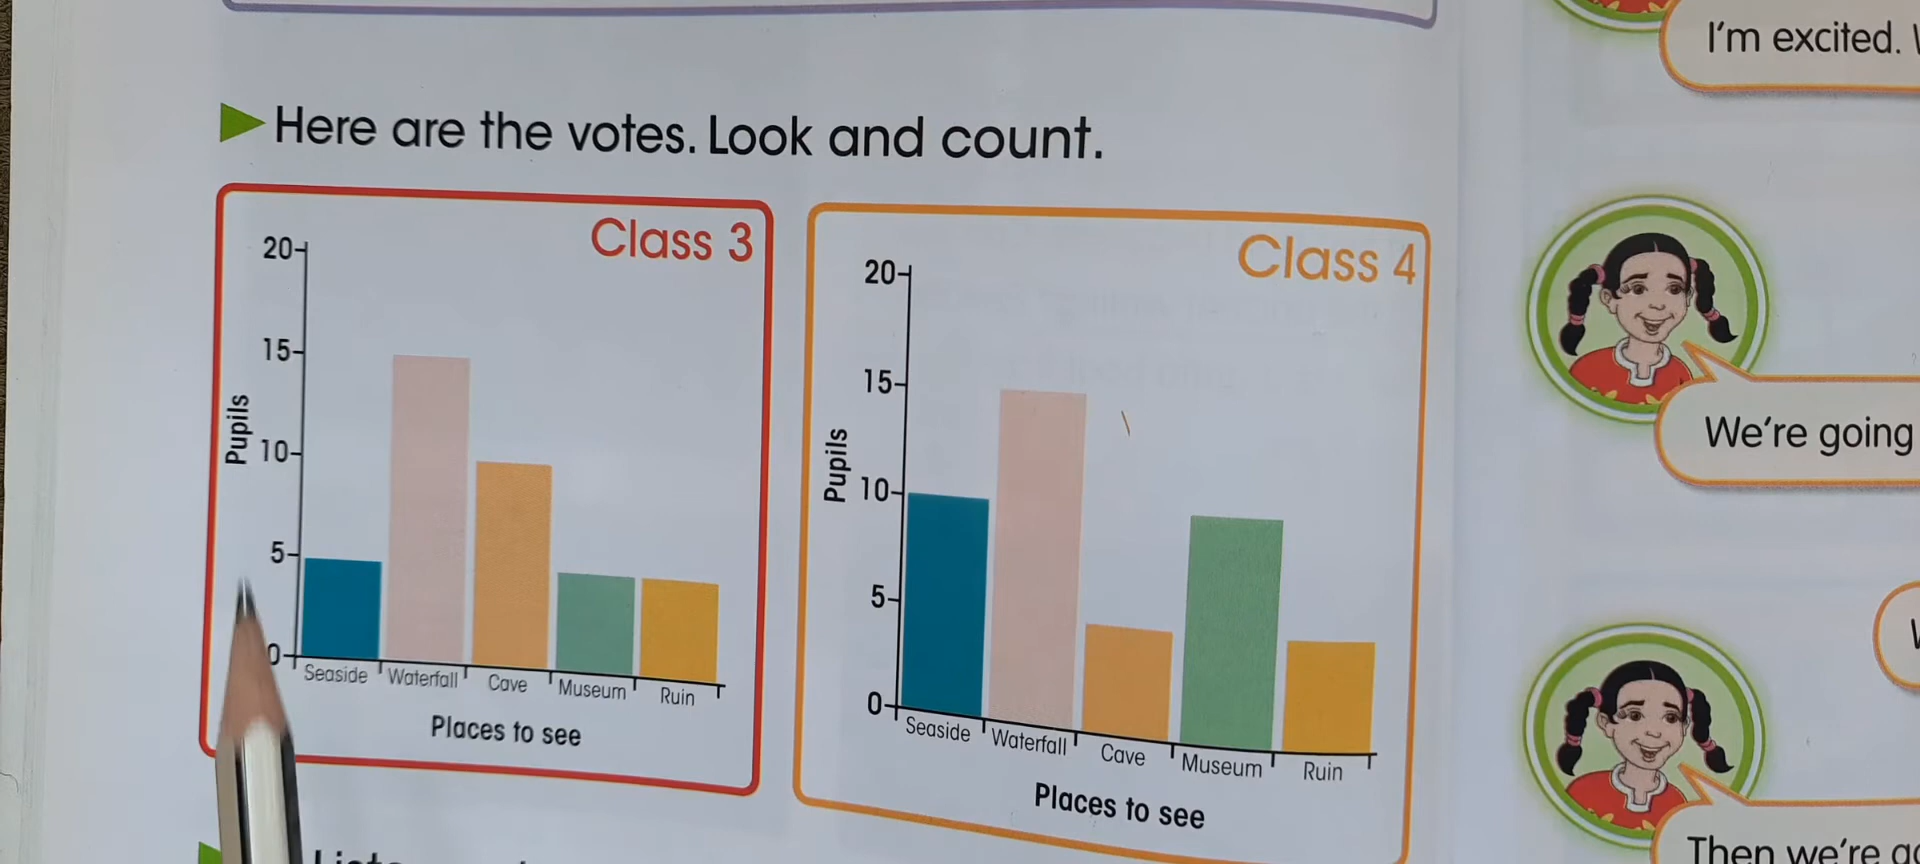 Here are the votes. Look and count.
Class 3
20
15
10
5
0
Pupils
Seaside Waterfall Cave Museum Ruin
Places to see
Class 4
20
15
10
5
0
Pupils
Seaside Waterfall Cave Museum Ruin
Places to see
I'm excited.
We're going
Then we're